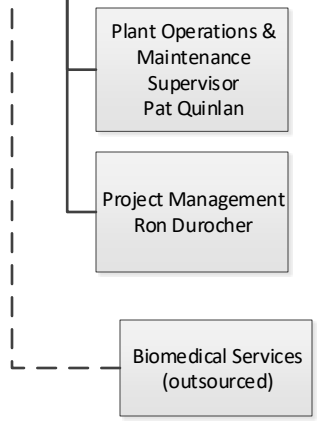 Plant Operations &
Maintenance
Supervisor
Pat Quinlan
Project Management
Ron Durocher
Biomedical Services
(outsourced)